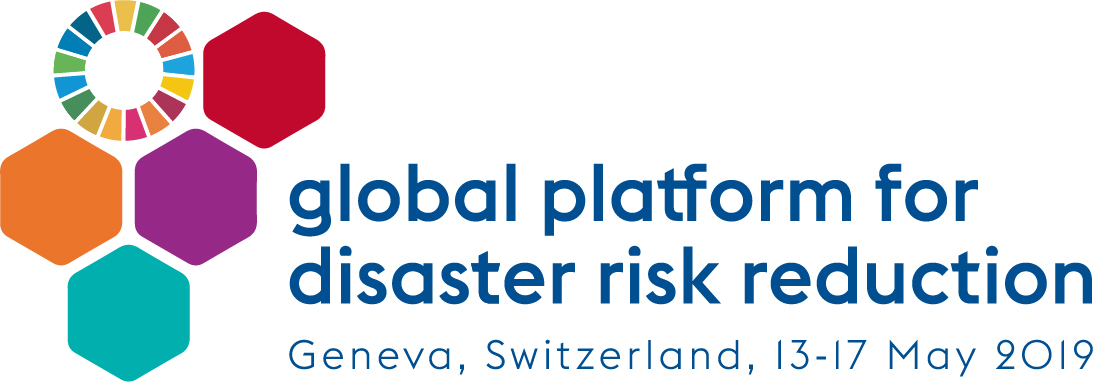 global platform for
disaster risk reduction
Geneva, Switzerland, 13-17 May 2019